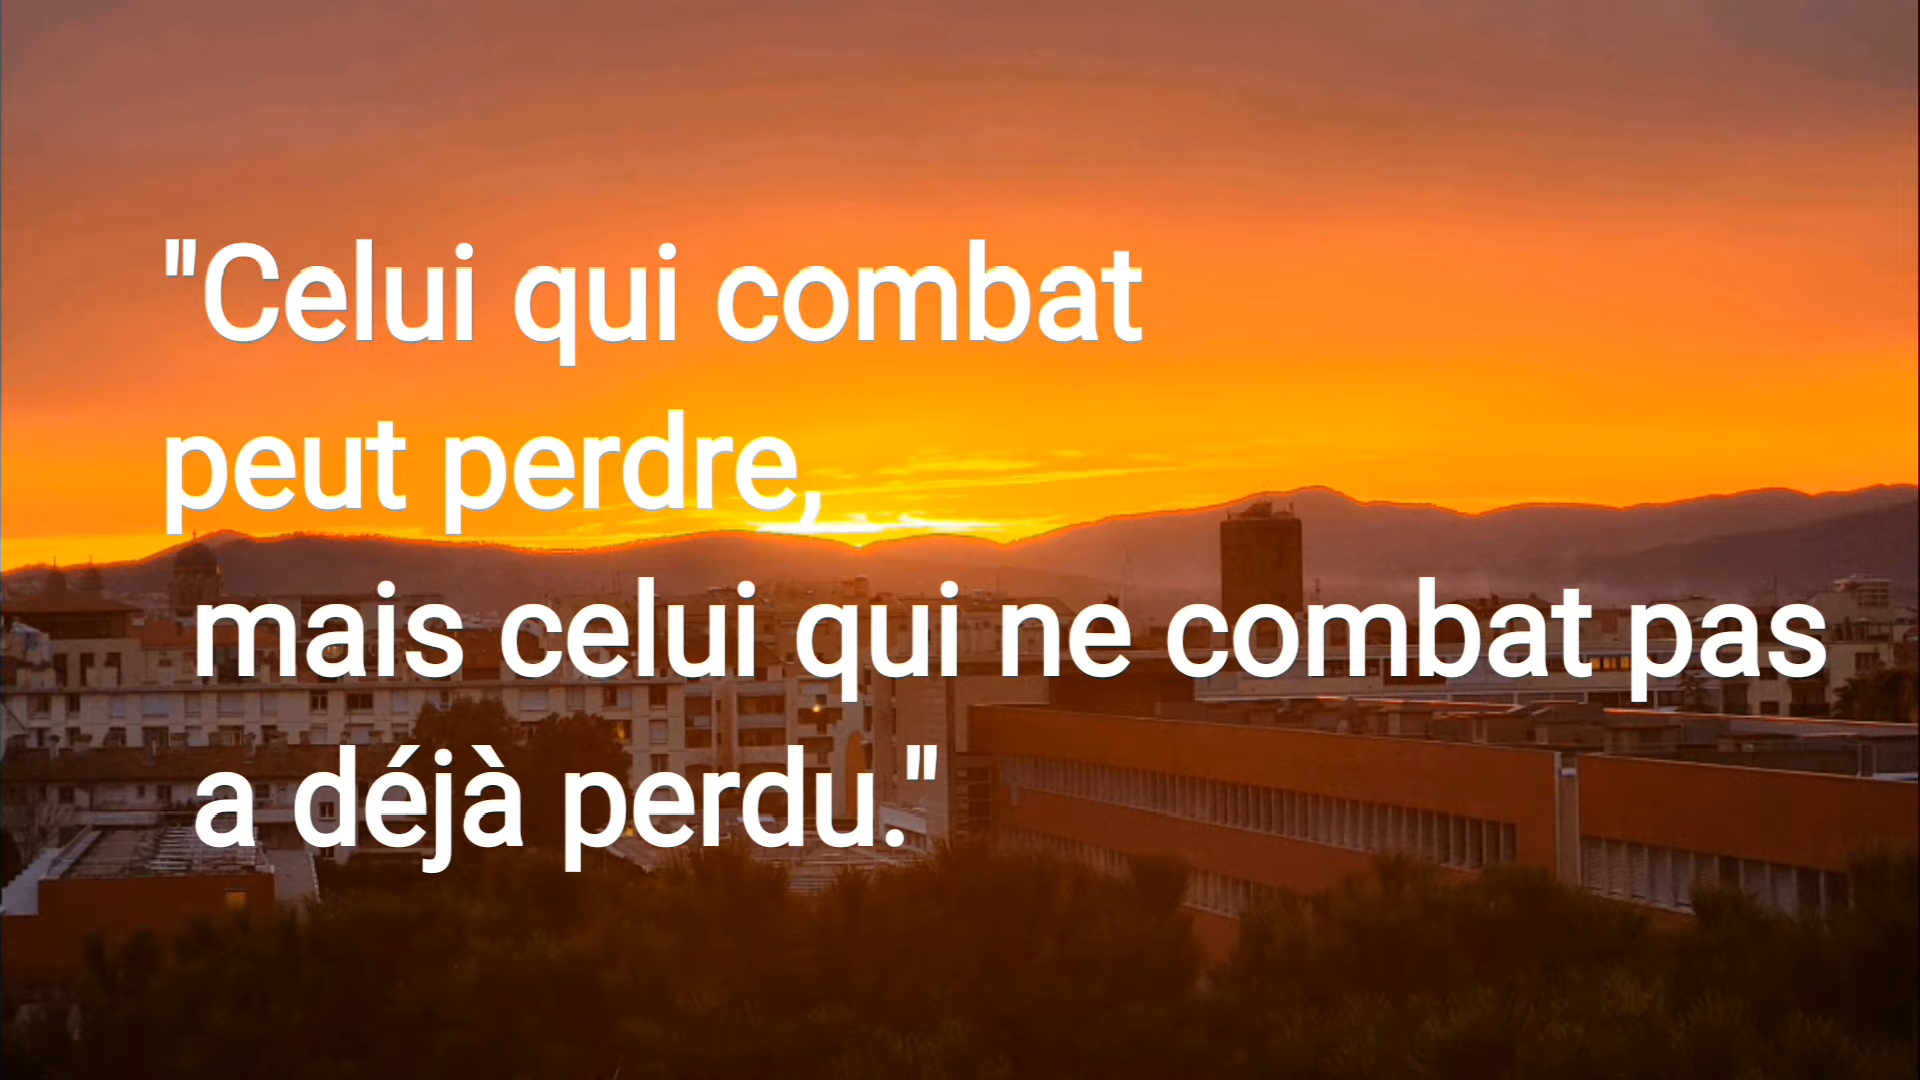 "Celui qui combat
peut perdre,
mais celui qui ne combat pas
a déjà perdu."